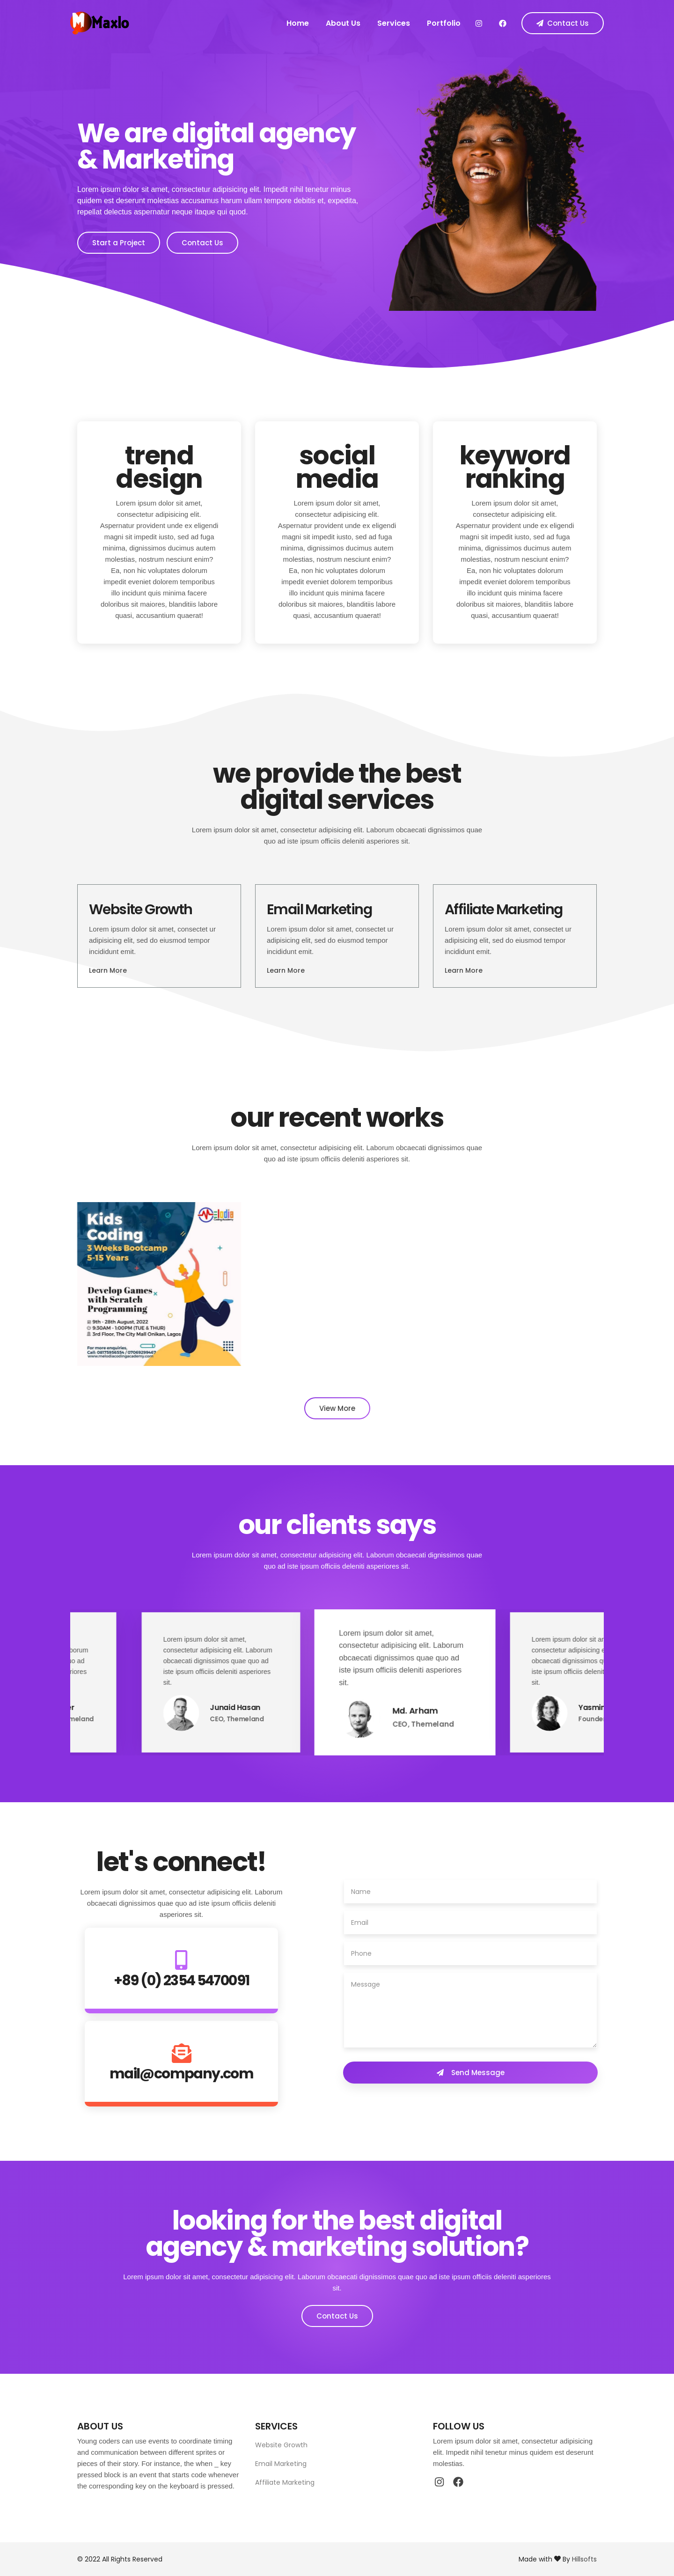 Maxlo
Home About Us Services Portfolio Contact Us
We are digital agency
& Marketing
Lorem ipsum dolor sit amet, consectetur adipisicing elit. Impedit nihil tenetur minus
quidem est deserunt molestias accusamus harum ullam tempore debitis et, expedita,
repellat delectus aspernatur neque itaque qui quod.
Start a Project Contact Us
trend
design
Lorem ipsum dolor sit amet,
consectetur adipisicing elit.
Aspernatur provident unde ex eligendi
magni sit impedit iusto, sed ad fuga
minima, dignissimos ducimus autem
molestias, nostrum nesciunt enim?
Ea, non hic voluptates dolorum
impedit eveniet dolorem temporibus
illo incidunt quis minima facere
doloribus sit maiores, blanditiis labore
quasi, accusantium quaerat!
social
media
Lorem ipsum dolor sit amet,
consectetur adipisicing elit.
Aspernatur provident unde ex eligendi
magni sit impedit iusto, sed ad fuga
minima, dignissimos ducimus autem
molestias, nostrum nesciunt enim?
Ea, non hic voluptates dolorum
impedit eveniet dolorem temporibus
illo incidunt quis minima facere
doloribus sit maiores, blanditiis labore
quasi, accusantium quaerat!
keyword
ranking
Lorem ipsum dolor sit amet,
consectetur adipisicing elit.
Aspernatur provident unde ex eligendi
magni sit impedit iusto, sed ad fuga
minima, dignissimos ducimus autem
molestias, nostrum nesciunt enim?
Ea, non hic voluptates dolorum
impedit eveniet dolorem temporibus
illo incidunt quis minima facere
doloribus sit maiores, blanditiis labore
quasi, accusantium quaerat!
we provide the best
digital services
Lorem ipsum dolor sit amet, consectetur adipisicing elit. Laborum obcaecati dignissimos quae
quo ad iste ipsum officiis deleniti asperiores sit.
Website Growth
Lorem ipsum dolor sit amet, consectet ur
adipisicing elit, sed do eiusmod tempor
incididunt emit.
Learn More
Email Marketing
Lorem ipsum dolor sit amet, consectet ur
adipisicing elit, sed do eiusmod tempor
incididunt emit.
Learn More
Affiliate Marketing
Lorem ipsum dolor sit amet, consectet ur
adipisicing elit, sed do eiusmod tempor
incididunt emit.
Learn More
our recent works
Lorem ipsum dolor sit amet, consectetur adipisicing elit. Laborum obcaecati dignissimos quae
quo ad iste ipsum officiis deleniti asperiores sit.
Kids
Coding
3 Weeks Bootcamp
5-15 Years
Develop Games
with Scratch
Programming
9th - 28th August, 2022
9:30AM - 1:00PM (TUE & THUR)
3rd Floor, The City Mall Onikan, Lagos
For more enquiries,
View More
our clients says
Lorem ipsum dolor sit amet, consectetur adipisicing elit. Laborum obcaecati dignissimos quae
quo ad iste ipsum officiis deleniti asperiores sit.
Lorem ipsum dolor sit amet,
consectetur adipisicing elit. Laborum
obcaecati dignissimos quae quo ad
iste ipsum officiis deleniti asperiores
sit.
Junaid Hasan
CEO, Themeland
Lorem ipsum dolor sit amet,
consectetur adipisicing elit. Laborum
obcaecati dignissimos quae quo ad
iste ipsum officiis deleniti asperiores
sit.
Md. Arham
CEO, Themeland
Lorem ipsum dolor sit
consectetur adipisicing
obcaecati dignissimos
iste ipsum officiis
sit.
Yasmin
let's connect!
Lorem ipsum dolor sit amet, consectetur adipisicing elit. Laborum
obcaecati dignissimos quae quo ad iste ipsum officiis deleniti
asperiores sit.
+89 (0) 2354 5470091
mail@company.com
Name
Email
Phone
Message
Send Message
looking for the best digital
agency & marketing solution?
Lorem ipsum dolor sit amet, consectetur adipisicing elit. Laborum obcaecati dignissimos quae quo ad iste ipsum officiis deleniti asperiores
sit.
Contact Us
ABOUT US
Young coders can use events to coordinate timing
and communication between different sprites or
pieces of their story. For instance, the when _ key
pressed block is an event that starts code whenever
the corresponding key on the keyboard is pressed.
SERVICES
Website Growth
Email Marketing
Affiliate Marketing
FOLLOW US
Lorem ipsum dolor sit amet, consectetur adipisicing
elit. Impedit nihil tenetur minus quidem est deserunt
molestias.
© 2022 All Rights Reserved
Made with By Hillsofts